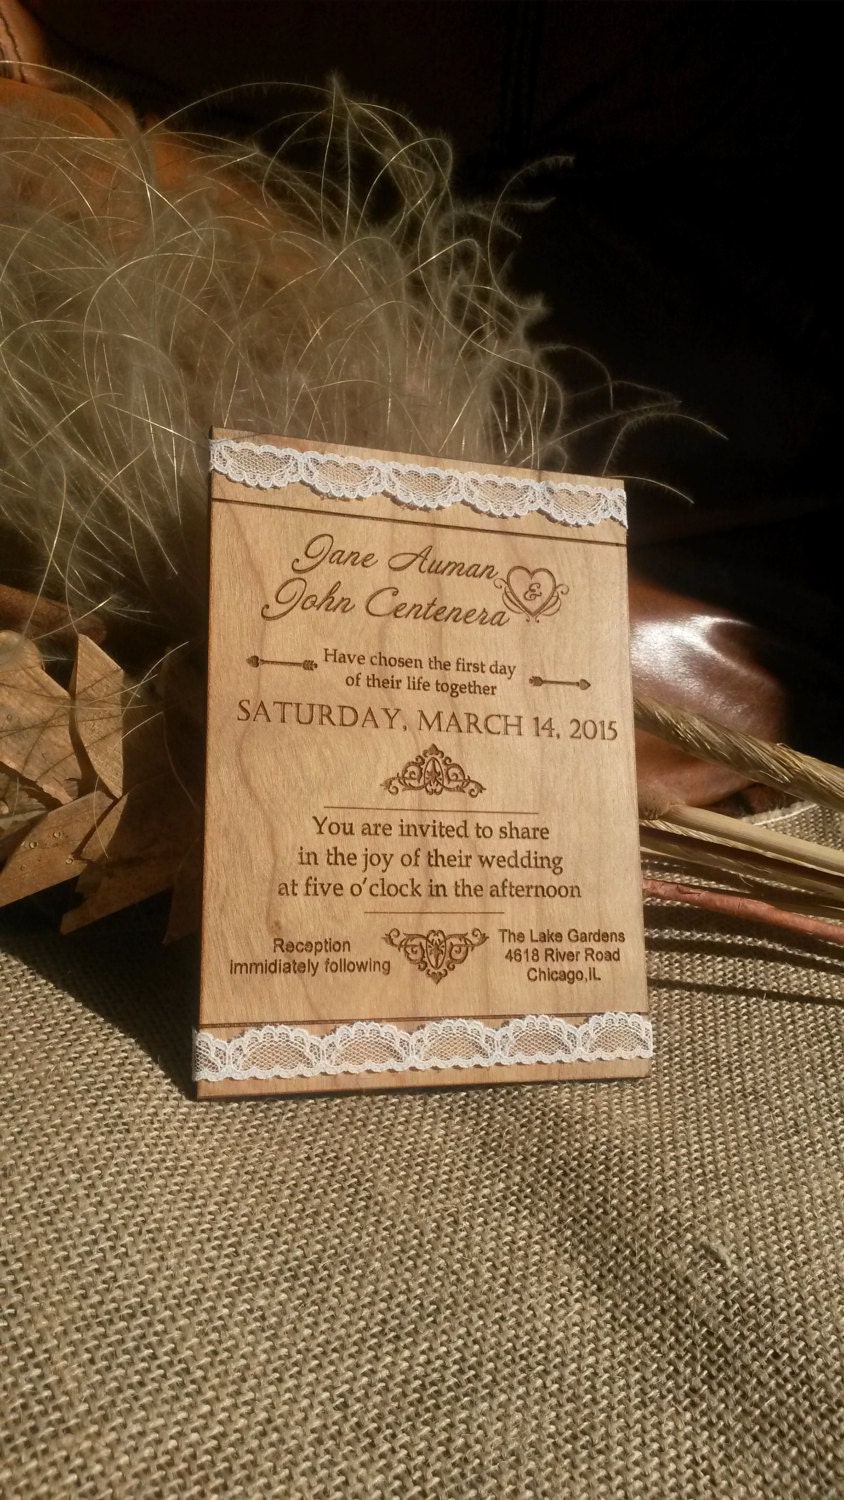 Jane Auman
&
John Centenera
Have chosen the first day
of their life together
SATURDAY, MARCH 14, 2015
You are invited to share
in the joy of their wedding
at five o'clock in the afternoon
Reception
immidiately following
The Lake Gardens
4618 River Road
Chicago,IL